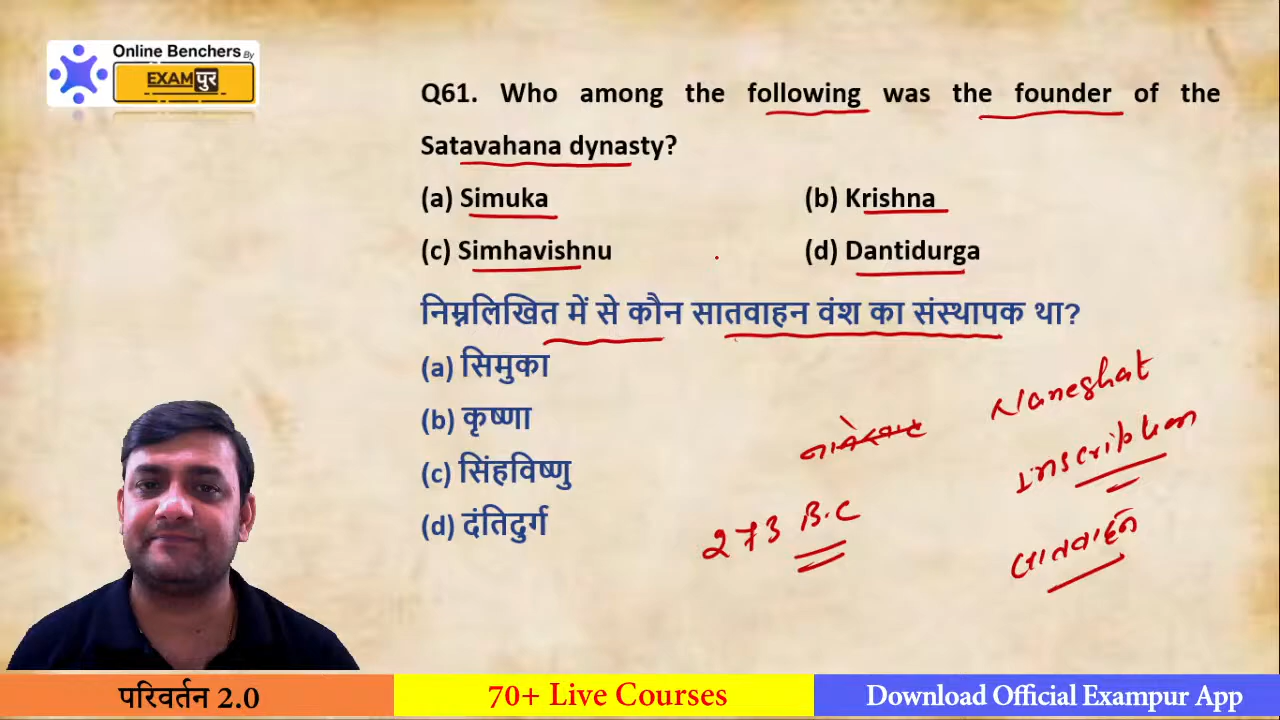 Online Benchers By
EXAMपुर
Q61. Who among the following was the founder of the
Satavahana dynasty?
(a) Simuka (b) Krishna
(c) Simhavishnu (d) Dantidurga
निम्नलिखित में से कौन सातवाहन वंश का संस्थापक था?
(a) सिमुका
(b) कृष्णा
(c) सिंहविष्णु
(d) दंतिदुर्ग
Naneghat
Inscription
273 B.C
सातवाहन
परिवर्तन 2.0 70+ Live Courses Download Official Exampur App